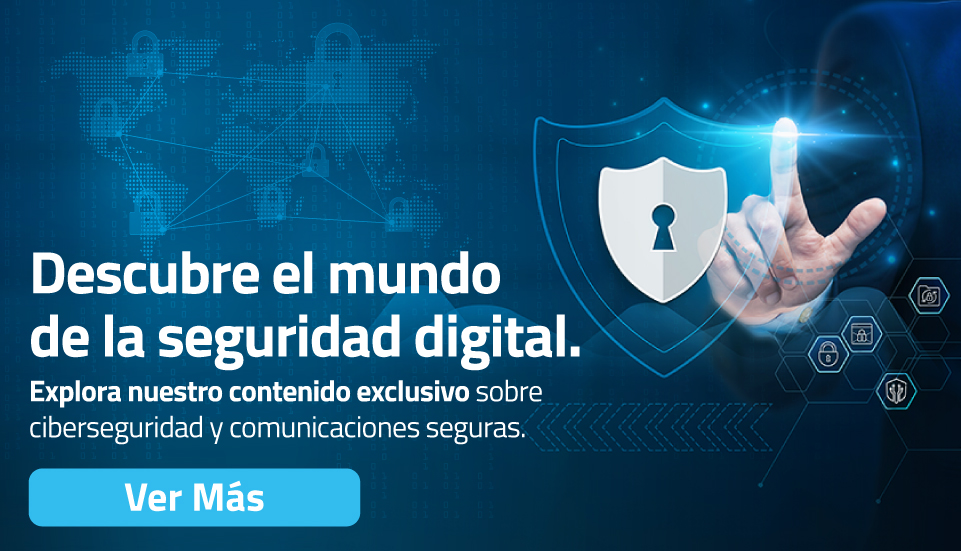 Descubre el mundo
de la seguridad digital.
Explora nuestro contenido exclusivo sobre
ciberseguridad y comunicaciones seguras.
Ver Más